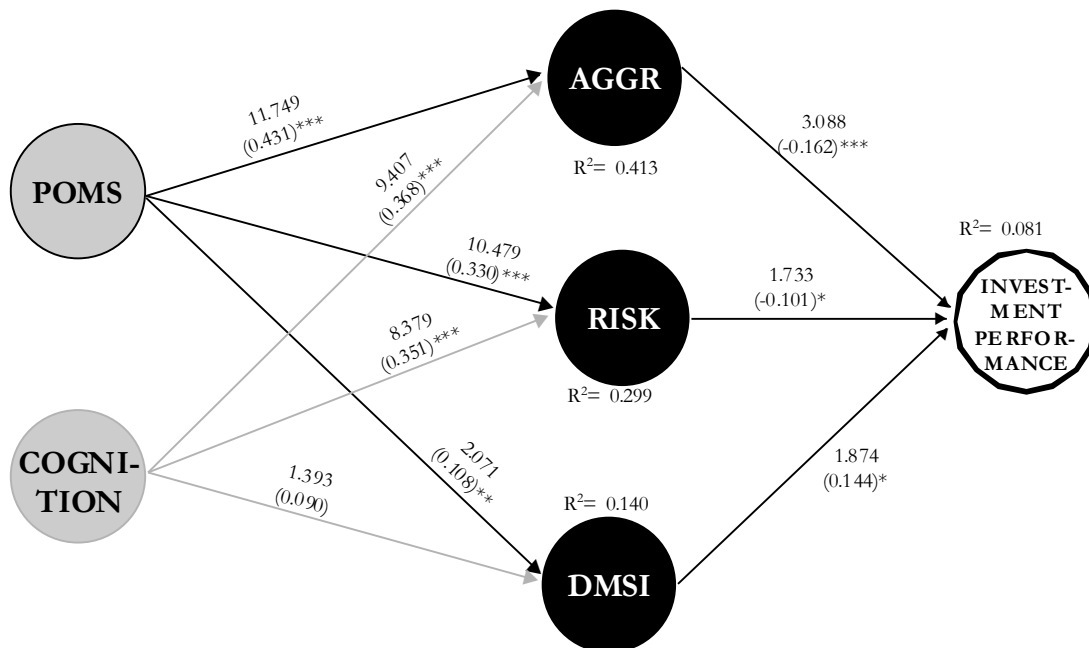 AGGR
11.749
(0.431)***
3.088
(-0.162)***
9.407
(0.368)***
R²= 0.413
POMS
R²= 0.081
10.479
(0.330)***
1.733
(-0.101)*
INVEST-
MENT
PERFOR-
MANCE
RISK
8.379
(0.351)***
R²= 0.299
COGNI-
TION
2.071
(0.108)**
1.874
(0.144)*
1.393
(0.090)
R²= 0.140
DMSI